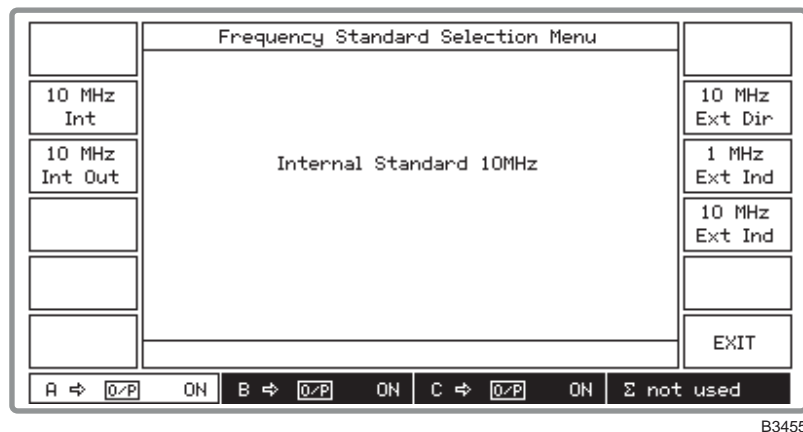 Frequency Standard Selection Menu
10 MHz
Int
10 MHz
Int Out
Internal Standard 10MHz
10 MHz
Ext Dir
1 MHz
Ext Ind
10 MHz
Ext Ind
EXIT
A ⇨ O/P ON B ⇨ O/P ON C ⇨ O/P ON Σ not used
B3455